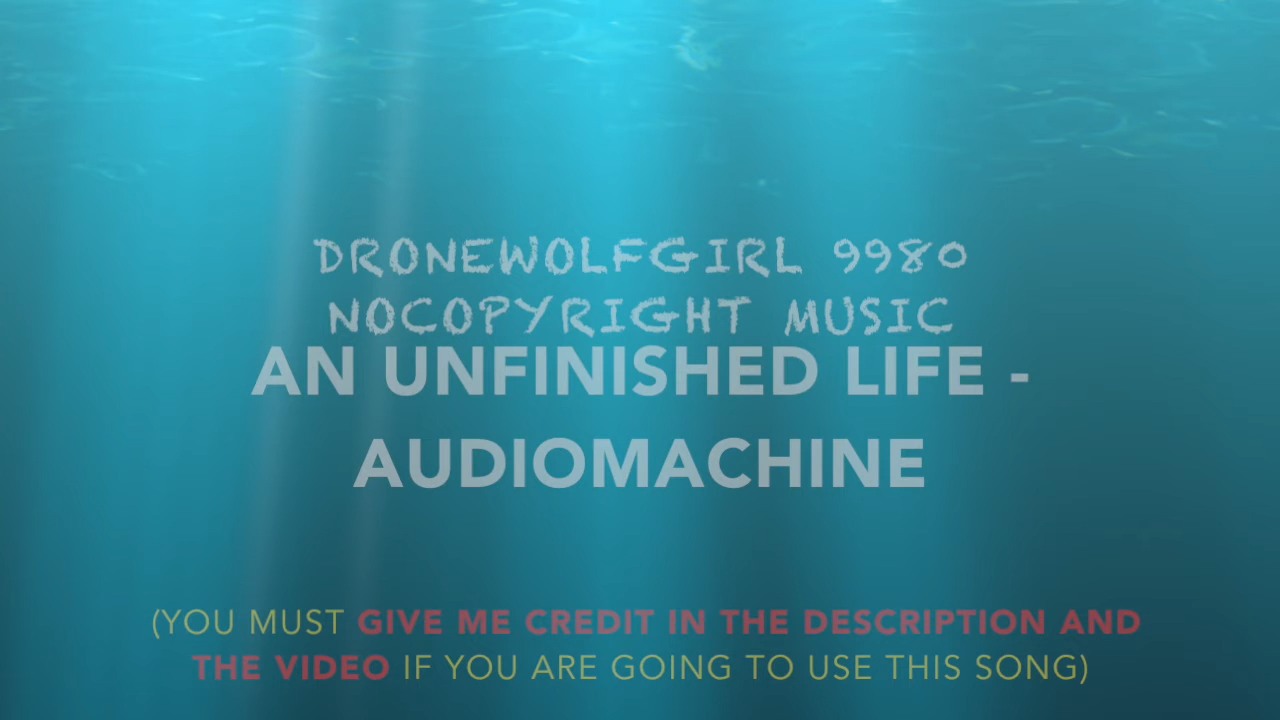 DRONEWOLFGIRL 9980
NOCOPYRIGHT MUSIC
AN UNFINISHED LIFE -
AUDIOMACHINE
(YOU MUST GIVE ME CREDIT IN THE DESCRIPTION AND
THE VIDEO IF YOU ARE GOING TO USE THIS SONG)